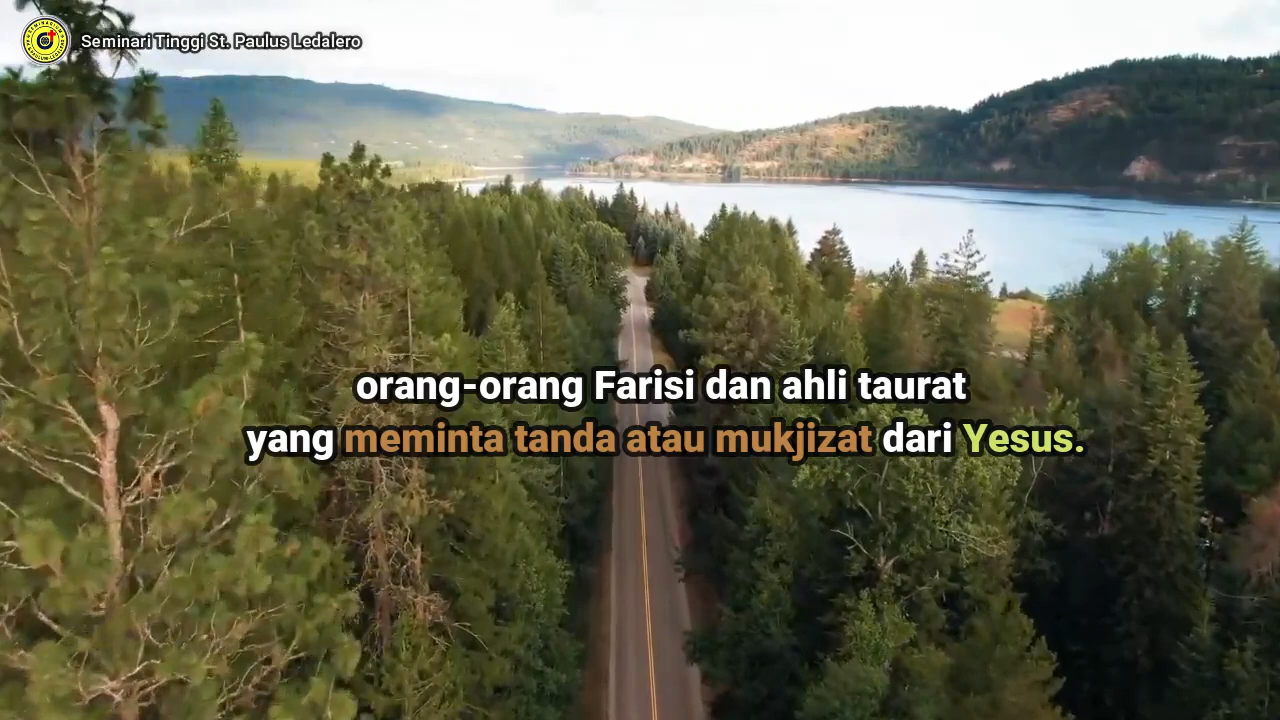 Seminari Tinggi St. Paulus Ledalero
orang-orang Farisi dan ahli taurat
yang meminta tanda atau mukjizat dari Yesus.